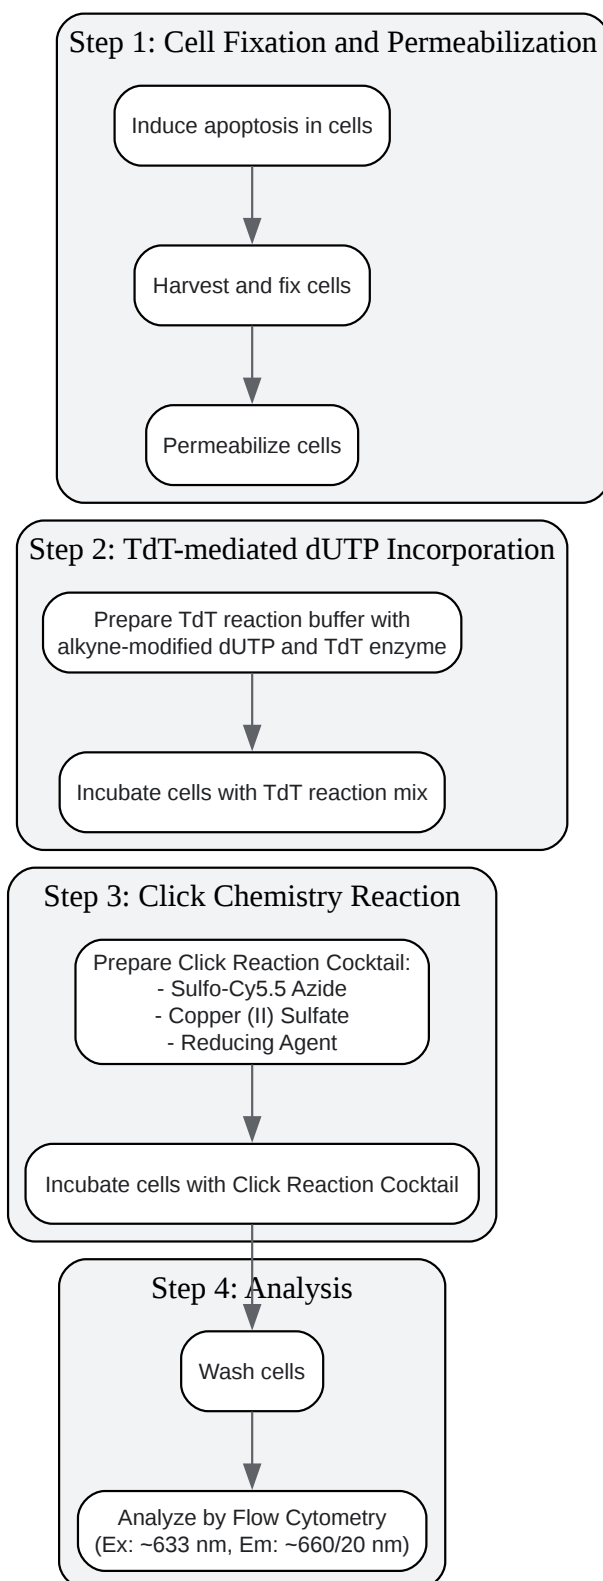 Step 1: Cell Fixation and Permeabilization
Induce apoptosis in cells
Harvest and fix cells
Permeabilize cells
Step 2: TdT-mediated dUTP Incorporation
Prepare TdT reaction buffer with
alkyne-modified dUTP and TdT enzyme
Incubate cells with TdT reaction mix
Step 3: Click Chemistry Reaction
Prepare Click Reaction Cocktail:
- Sulfo-Cy5.5 Azide
- Copper (II) Sulfate
- Reducing Agent
Incubate cells with Click Reaction Cocktail
Step 4: Analysis
Wash cells
Analyze by Flow Cytometry
(Ex: ~633 nm, Em: ~660/20 nm)